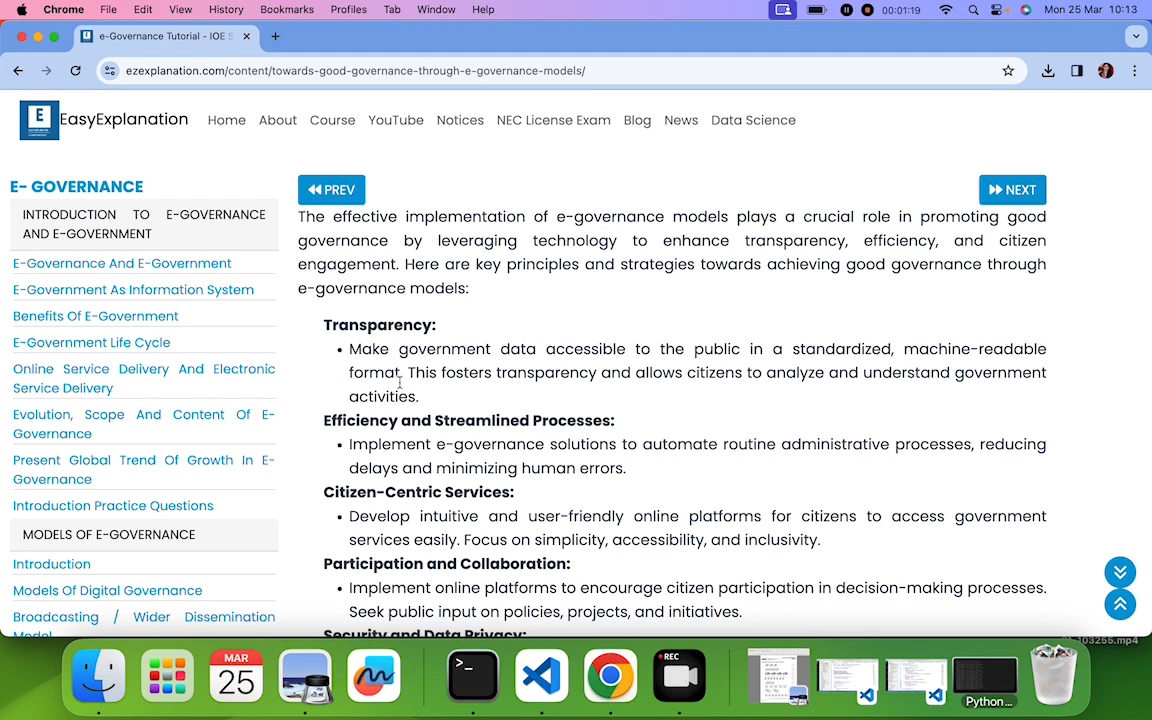 Chrome File Edit View History Bookmarks Profiles Tab Window Help 00:01:19 Mon 25 Mar 10:13
e-Governance Tutorial - IOE S
ezexplanation.com/content/towards-good-governance-through-e-governance-models/
E
EasyExplanation Home About Course YouTube Notices NEC License Exam Blog News Data Science
E- GOVERNANCE
INTRODUCTION TO E-GOVERNANCE
AND E-GOVERNMENT
E-Governance And E-Government
E-Government As Information System
Benefits Of E-Government
E-Government Life Cycle
Online Service Delivery And Electronic
Service Delivery
Evolution, Scope And Content Of E-
Governance
Present Global Trend Of Growth In E-
Governance
Introduction Practice Questions
MODELS OF E-GOVERNANCE
Introduction
Models Of Digital Governance
Broadcasting / Wider Dissemination
Model
PREV
NEXT
The effective implementation of e-governance models plays a crucial role in promoting good
governance by leveraging technology to enhance transparency, efficiency, and citizen
engagement. Here are key principles and strategies towards achieving good governance through
e-governance models:
Transparency:
• Make government data accessible to the public in a standardized, machine-readable
format. This fosters transparency and allows citizens to analyze and understand government
activities.
Efficiency and Streamlined Processes:
• Implement e-governance solutions to automate routine administrative processes, reducing
delays and minimizing human errors.
Citizen-Centric Services:
• Develop intuitive and user-friendly online platforms for citizens to access government
services easily. Focus on simplicity, accessibility, and inclusivity.
Participation and Collaboration:
• Implement online platforms to encourage citizen participation in decision-making processes.
Seek public input on policies, projects, and initiatives.
Security and Data Privacy:
103255.mp4
MAR
25
REC
Python...